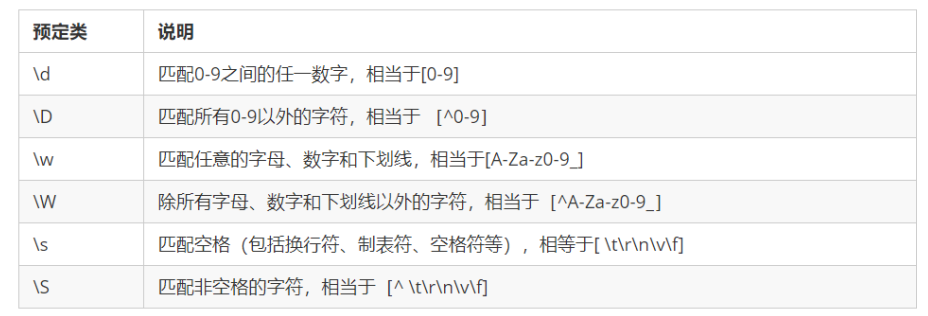 预定类 说明
\d 匹配0-9之间的任一数字，相当于[0-9]
\D 匹配所有0-9以外的字符，相当于 [^0-9]
\w 匹配任意的字母、数字和下划线，相当于[A-Za-z0-9_]
\W 除所有字母、数字和下划线以外的字符，相当于 [^A-Za-z0-9_]
\s 匹配空格（包括换行符、制表符、空格符等），相等于[ \t\r\n\v\f]
\S 匹配非空格的字符，相当于 [^ \t\r\n\v\f]